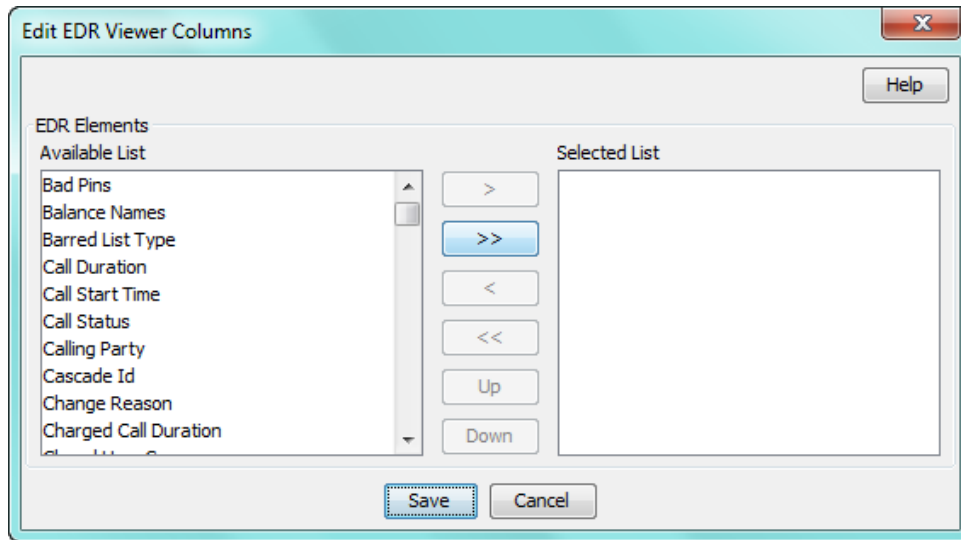 Edit EDR Viewer Columns
X
Help
EDR Elements
Available List
Selected List
Bad Pins
Balance Names
Barred List Type
Call Duration
Call Start Time
Call Status
Calling Party
Cascade Id
Change Reason
Charged Call Duration
>
>>
<
<<
Up
Down
Save
Cancel